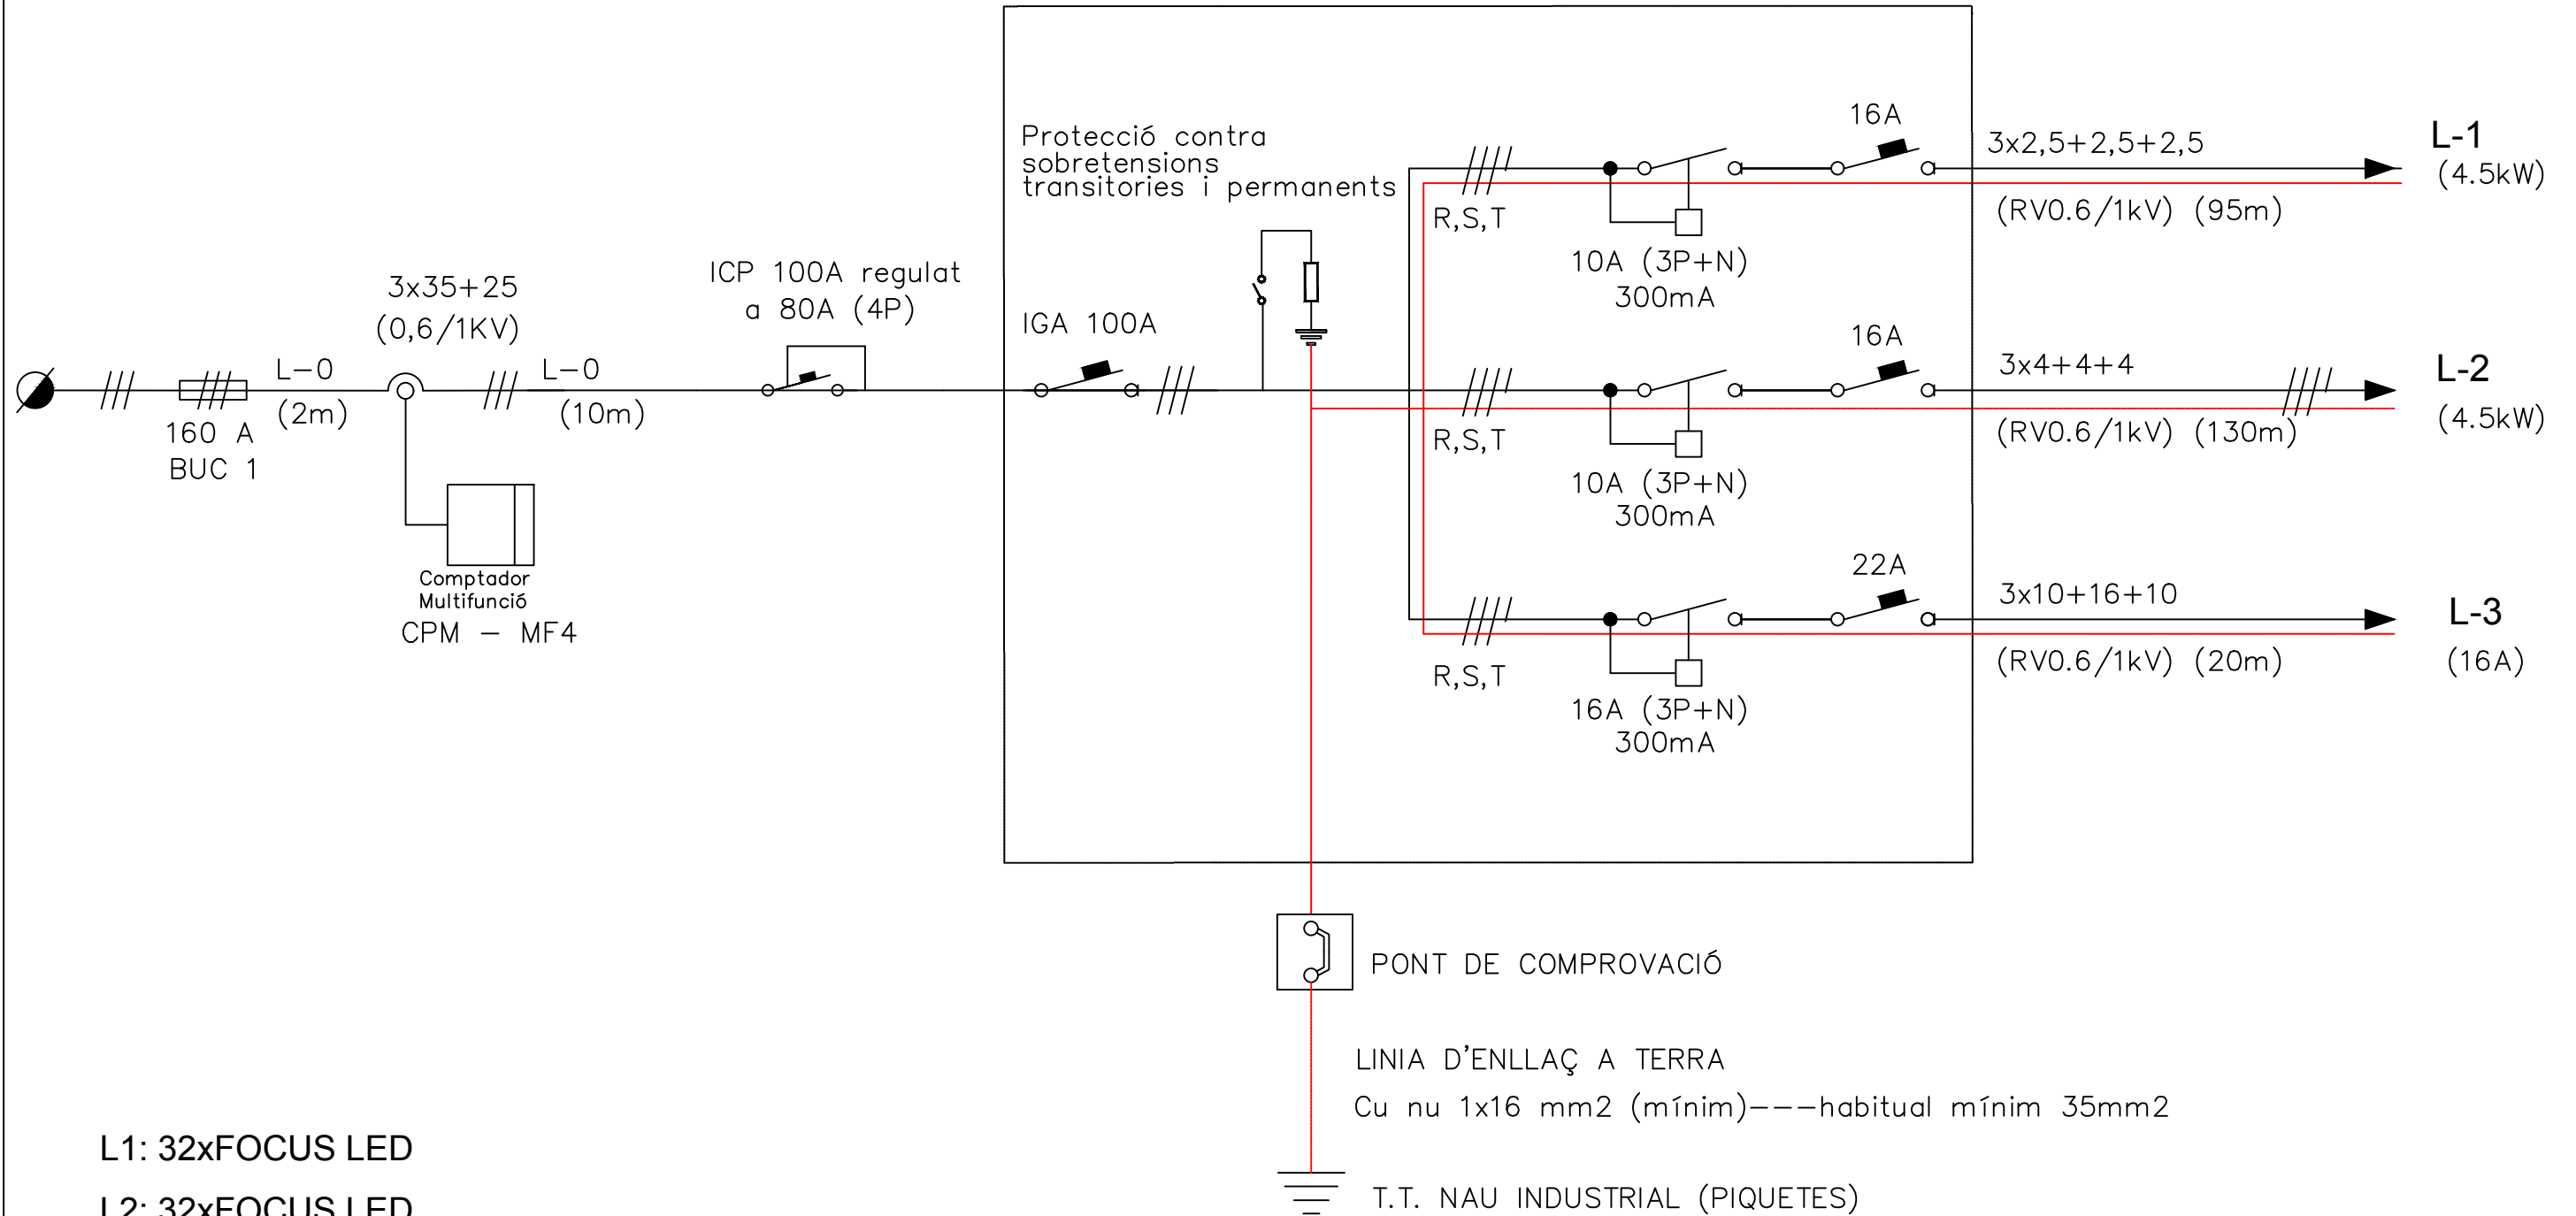 Protecció contra
sobretensions
transitories i permanents
16A
3x2,5+2,5+2,5
L-1
(4.5kW)
R,S,T
(RV0.6/1kV) (95m)
10A (3P+N)
300mA
3x35+25
(0,6/1KV)
ICP 100A regulat
a 80A (4P)
IGA 100A
16A
3x4+4+4
L-2
(4.5kW)
L-0
(2m)
L-0
(10m)
160 A
BUC 1
R,S,T
(RV0.6/1kV) (130m)
10A (3P+N)
300mA
Comptador
Multifunció
CPM - MF4
22A
3x10+16+10
L-3
(16A)
R,S,T
(RV0.6/1kV) (20m)
16A (3P+N)
300mA
PONT DE COMPROVACIÓ
LINIA D'ENLLAÇ A TERRA
Cu nu 1x16 mm2 (mínim)---habitual mínim 35mm2
T.T. NAU INDUSTRIAL (PIQUETES)
L1: 32xFOCUS LED
L2: 32xFOCUS LED